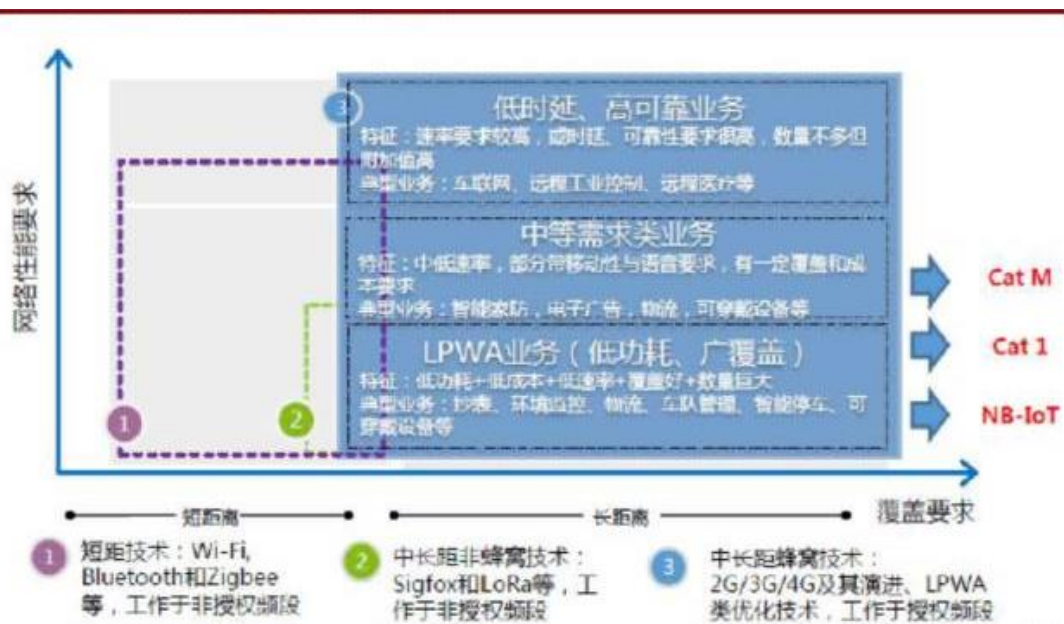 网络性能要求
3
低时延、高可靠业务
特征：速率要求较高，或时延、可靠性要求很高，数量不多但
附加值高
典型业务：车联网、远程工业控制、远程医疗等
中等需求类业务
特征：中低速率，部分带移动性与语音要求，有一定覆盖和成
本要求
典型业务：智能家防，电子广告，物流，可穿戴设备等
LPWA业务（低功耗、广覆盖）
特征：低功耗+低成本+低速率+覆盖好+数量巨大
典型业务：抄表、环境监控、物流、车队管理、智能停车、可
穿戴设备等
1
2
Cat M
Cat 1
NB-IoT
短距离
长距离
覆盖要求
1
短距技术：Wi-Fi,
Bluetooth和Zigbee
等，工作于非授权频段
2
中长距非蜂窝技术：
Sigfox和LoRa等，工
作于非授权频段
3
中长距蜂窝技术：
2G/3G/4G及其演进、LPWA
类优化技术，工作于授权频段